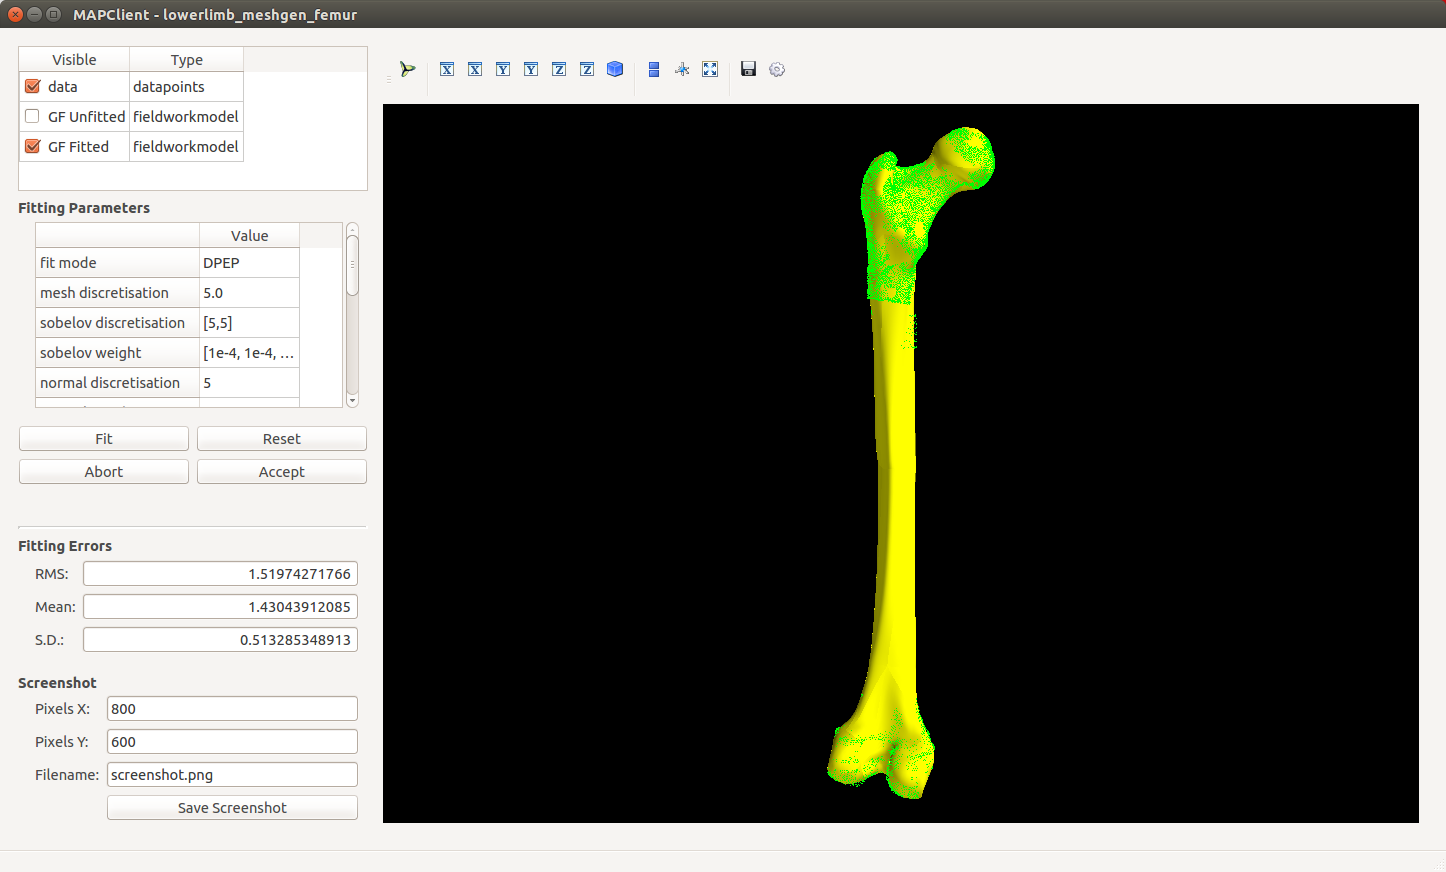 MAPClient - lowerlimb_meshgen_femur
Visible Type
data datapoints
GF Unfitted fieldworkmodel
GF Fitted fieldworkmodel
X X Y Y Z Z
Fitting Parameters
Value
fit mode DPEP
mesh discretisation 5.0
sobelov discretisation [5,5]
sobelov weight [1e-4, 1e-4, ...
normal discretisation 5
Fit Reset
Abort Accept
Fitting Errors
RMS: 1.51974271766
Mean: 1.43043912085
S.D.: 0.513285348913
Screenshot
Pixels X: 800
Pixels Y: 600
Filename: screenshot.png
Save Screenshot